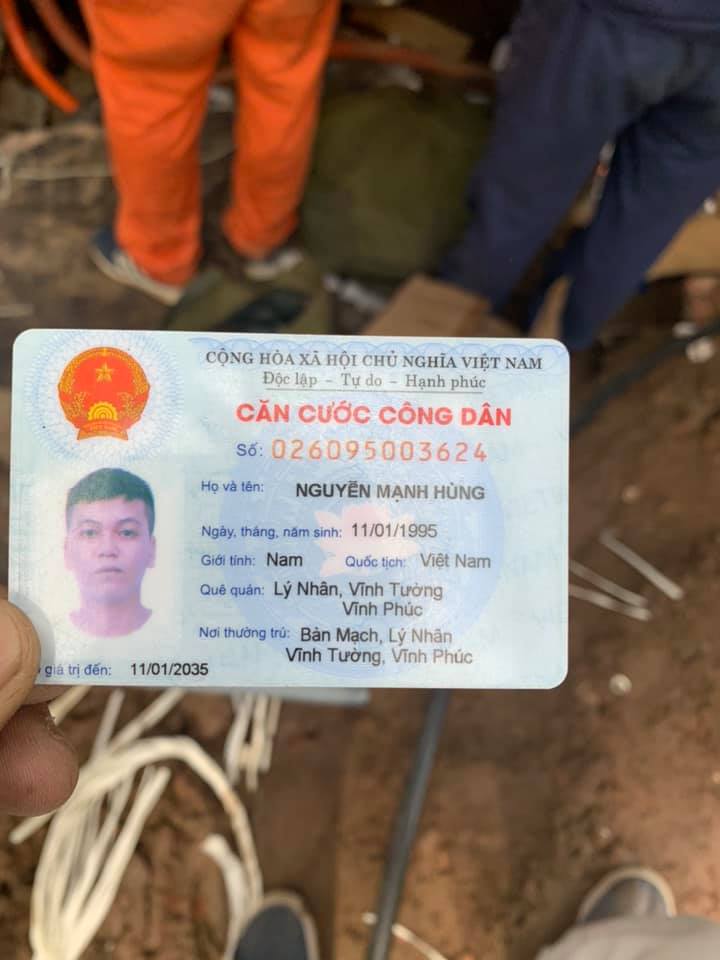 CỘNG HÒA XÃ HỘI CHỦ NGHĨA VIỆT NAM
Độc lập – Tự do – Hạnh phúc
CĂN CƯỚC CÔNG DÂN
Số: 026095003624
Họ và tên: NGUYỄN MẠNH HÙNG
Ngày, tháng, năm sinh: 11/01/1995
Giới tính: Nam Quốc tịch: Việt Nam
Quê quán: Lý Nhân, Vĩnh Tường
Vĩnh Phúc
Nơi thường trú: Bàn Mạch, Lý Nhân
Vĩnh Tường, Vĩnh Phúc
giá trị đến: 11/01/2035